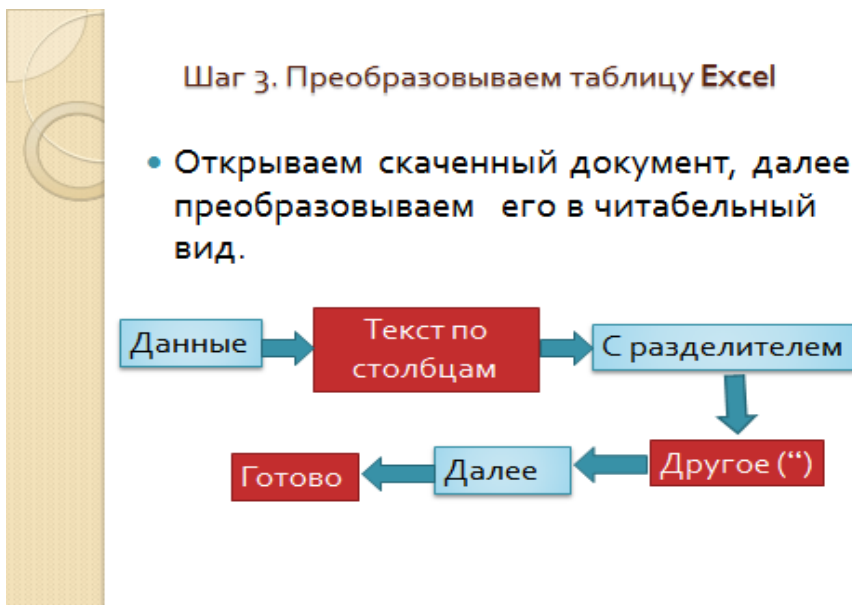 Шаг 3. Преобразовываем таблицу Excel
• Открываем скаченный документ, далее
преобразовываем его в читабельный
вид.
Данные
Текст по
столбцам
С разделителем
Другое (“)
Далее
Готово